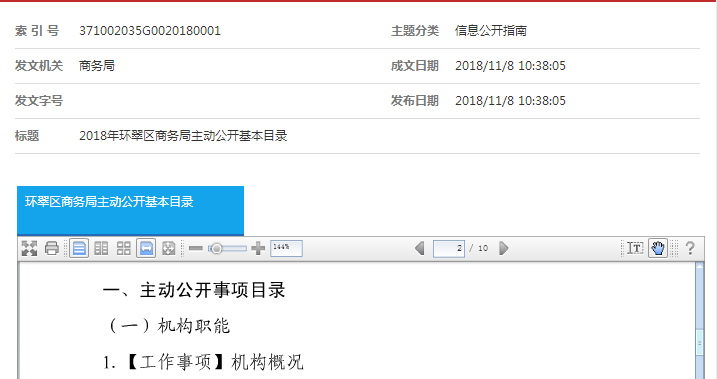 索 引 号 371002035G0020180001 主题分类 信息公开指南
发文机关 商务局 成文日期 2018/11/8 10:38:05
发文字号 发布日期 2018/11/8 10:38:05
标题 2018年环翠区商务局主动公开基本目录
环翠区商务局主动公开基本目录
144% 2 / 10 T ?
一、主动公开事项目录
（一）机构职能
1.【工作事项】机构概况